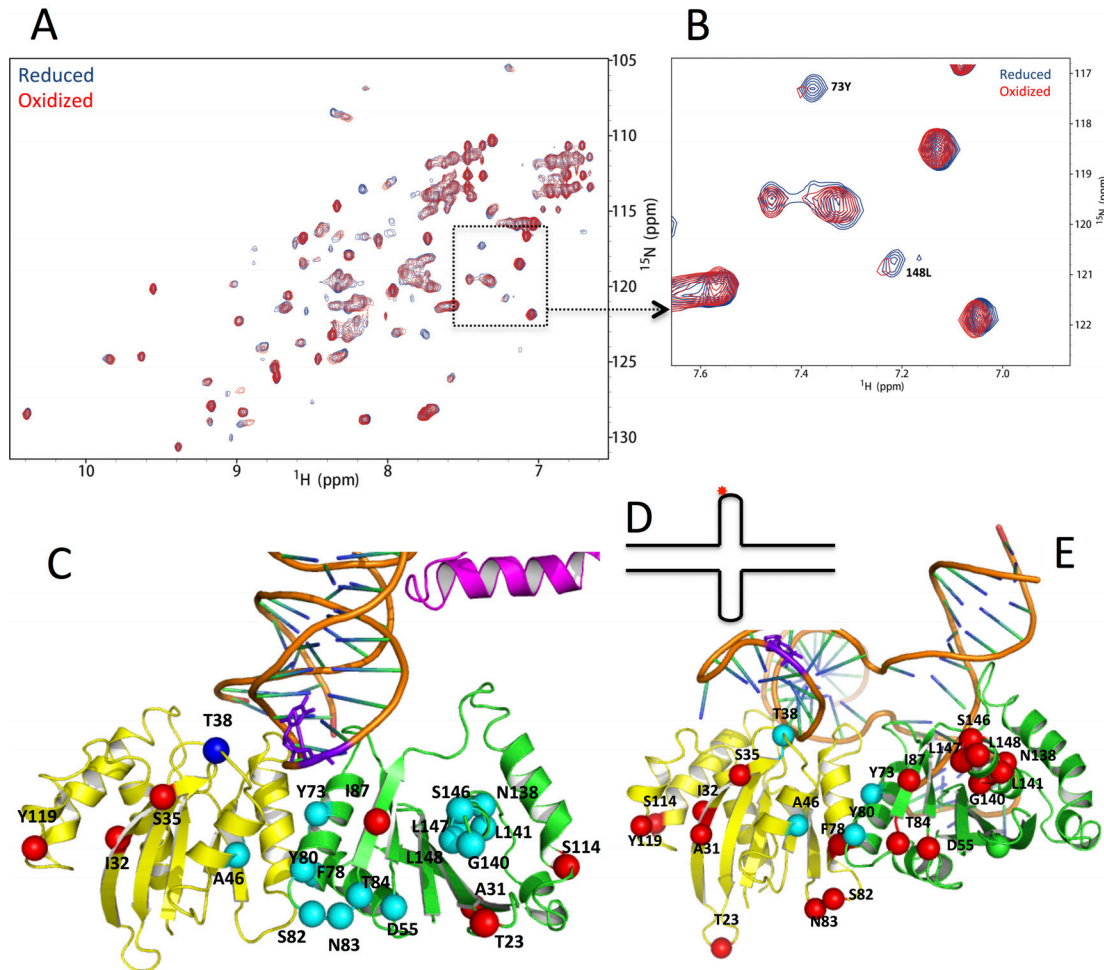 A
Reduced
Oxidized
105
110
115
120
125
130
15N (ppm)
10
9
8
7
1H (ppm)
B
Reduced
Oxidized
73Y
148L
117
118
119
120
121
122
15N (ppm)
7.6
7.4
7.2
7.0
1H (ppm)
C
T38
Y119
S35
I32
A46
Y73
I87
S146
N138
L147
L141
L148
G140
S114
Y80
F78
T84
A31
S82
N83
D55
T23
D
E
T38
S146
S35
L147
L148
I87
N138
Y73
I32
A46
L141
S114
Y80
G140
Y119
F78
T84
A31
D55
S82
N83
T23